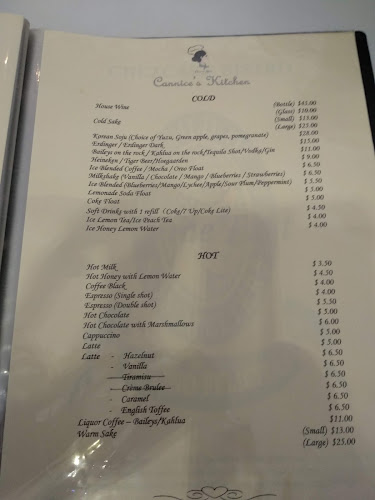 Connice's Kitchen
COLD
House Wine (Bottle) $45.00
(Glass) $10.00
Cold Sake (Small) $13.00
(Large) $25.00
Korean Soju (Choice of Yuzu, Green apple, grapes, pomegranate) $20.00
Erdinger / Erdinger Dark $15.00
Baileys on the rock / Kahlua on the rock/Tequila Shot/Vodka/Gin $11.00
Heineken / Tiger Beer/Hoegaarden $ 9.00
Ice Blended Coffee / Mocha / Oreo Float $ 6.50
Milkshake (Vanilla / Chocolate / Mango / Blueberries / Strawberries) $ 6.50
Ice Blended (Blueberries/Mango/Lychee/Apple/Sour Plum/Peppermint) $ 5.50
Lemonade Soda Float $ 5.00
Coke Float $ 5.00
Soft Drinks with 1 refill (Coke/7 Up/Coke Lite) $ 4.50
Ice Lemon Tea/Ice Peach Tea $ 4.00
Ice Honey Lemon Water $ 4.00
HOT
Hot Milk $ 3.50
Hot Honey with Lemon Water $ 4.50
Coffee Black $ 4.00
Espresso (Single shot) $ 4.00
Espresso (Double shot) $ 5.50
Hot Chocolate $ 5.00
Hot Chocolate with Marshmallows $ 6.00
Cappuccino $ 5.00
Latte $ 5.00
Latte - Hazelnut $ 6.50
- Vanilla $ 6.50
- Tiramisu $ 6.50
- Crème Brulee $ 6.50
- Caramel $ 6.50
- English Toffee $ 6.50
Liquor Coffee – Baileys/Kahlua $11.00
Warm Sake (Small) $13.00
(Large) $25.00